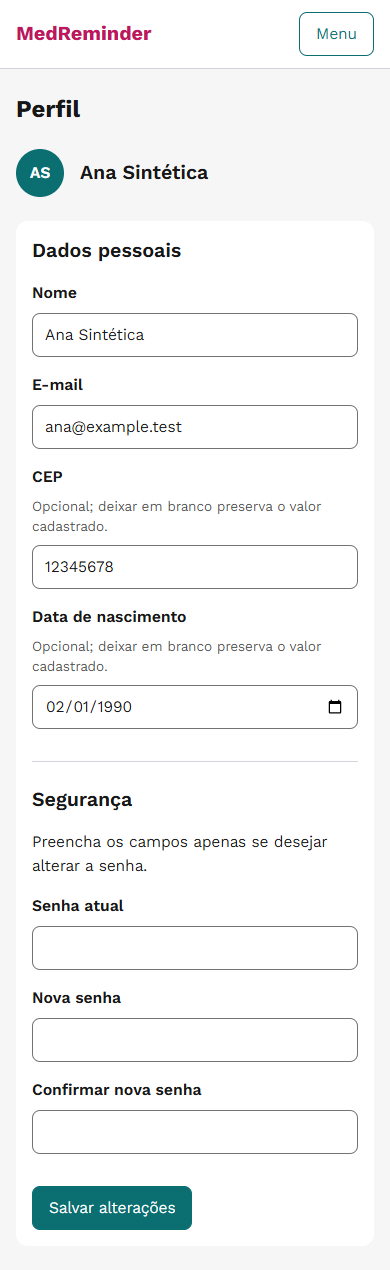 MedReminder
Menu
Perfil
AS
Ana Sintética
Dados pessoais
Nome
Ana Sintética
E-mail
ana@example.test
CEP
Opcional; deixar em branco preserva o valor
cadastrado.
12345678
Data de nascimento
Opcional; deixar em branco preserva o valor
cadastrado.
02/01/1990
Segurança
Preencha os campos apenas se desejar
alterar a senha.
Senha atual
Nova senha
Confirmar nova senha
Salvar alterações